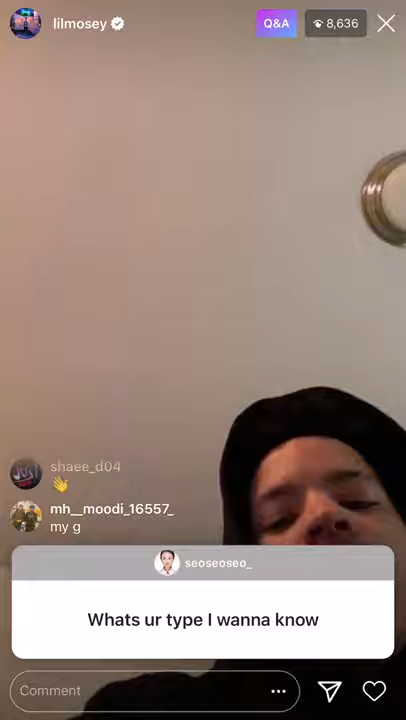 lilmosey
Q&A
8,636
shaee_d04
👋
mh__moodi_16557_
my g
seoseoseo_
Whats ur type I wanna know
Comment